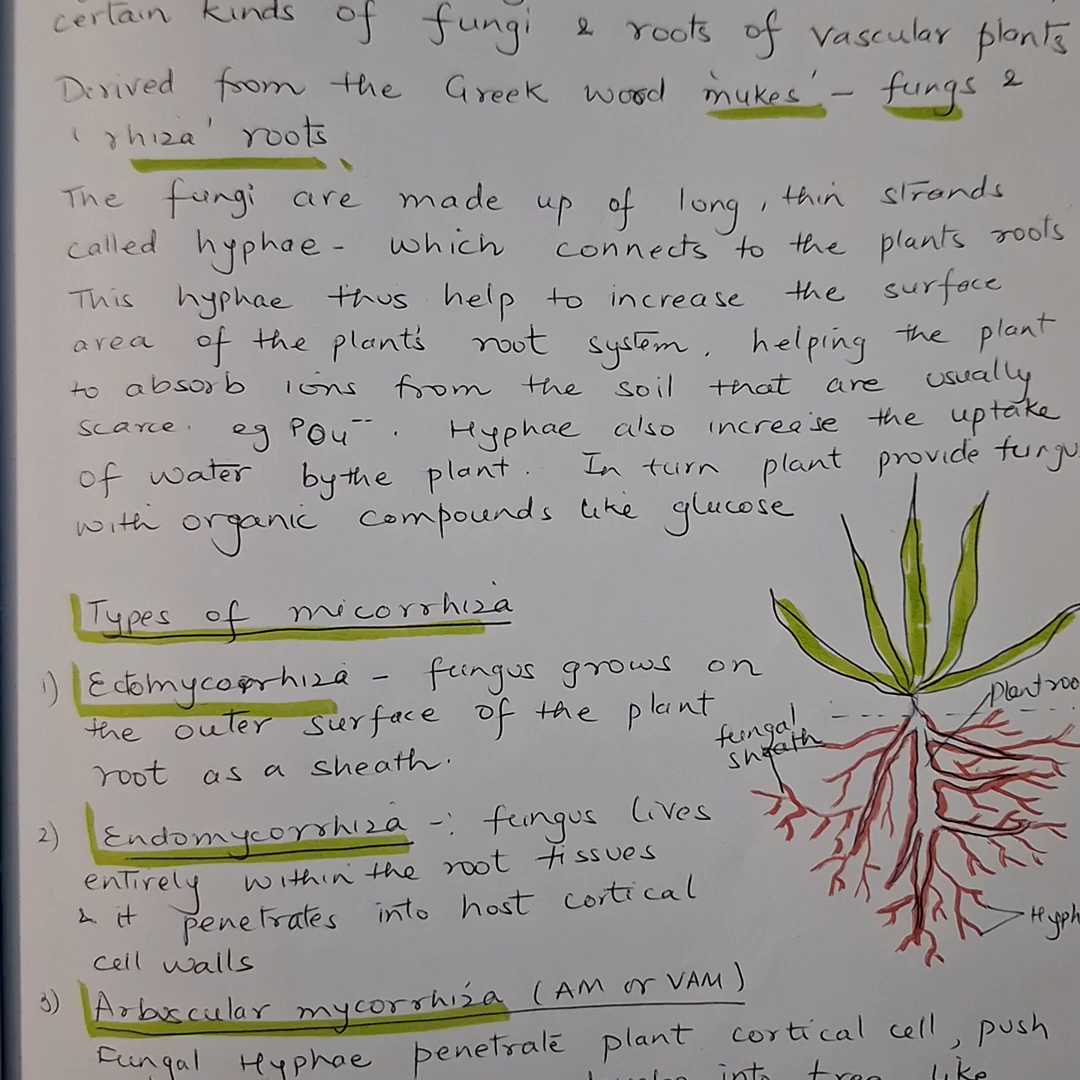 certain kinds of fungi & roots of vascular plants
Derived from the Greek word 'mukes' - fungs &
'rhiza' roots
The fungi are made up of long, thin strands
called hyphae - which connects to the plants roots
This hyphae thus help to increase the surface
area of the plant's root system, helping the plant
to absorb ions from the soil that are usually
scarce. eg PO4--. Hyphae also increase the uptake
of water by the plant. In turn plant provide fungu
with organic compounds like glucose
Types of micorrhiza
1) Ectomycorrhiza - fungus grows on
the outer surface of the plant
root as a sheath.
Plant roo
fungal
sheath
2) Endomycorrhiza -: fungus lives
entirely within the root tissues
& it penetrates into host cortical
cell walls
Hyph
3) Arbuscular mycorrhiza (AM or VAM)
Fungal Hyphae penetrate plant cortical cell, push
into tree like